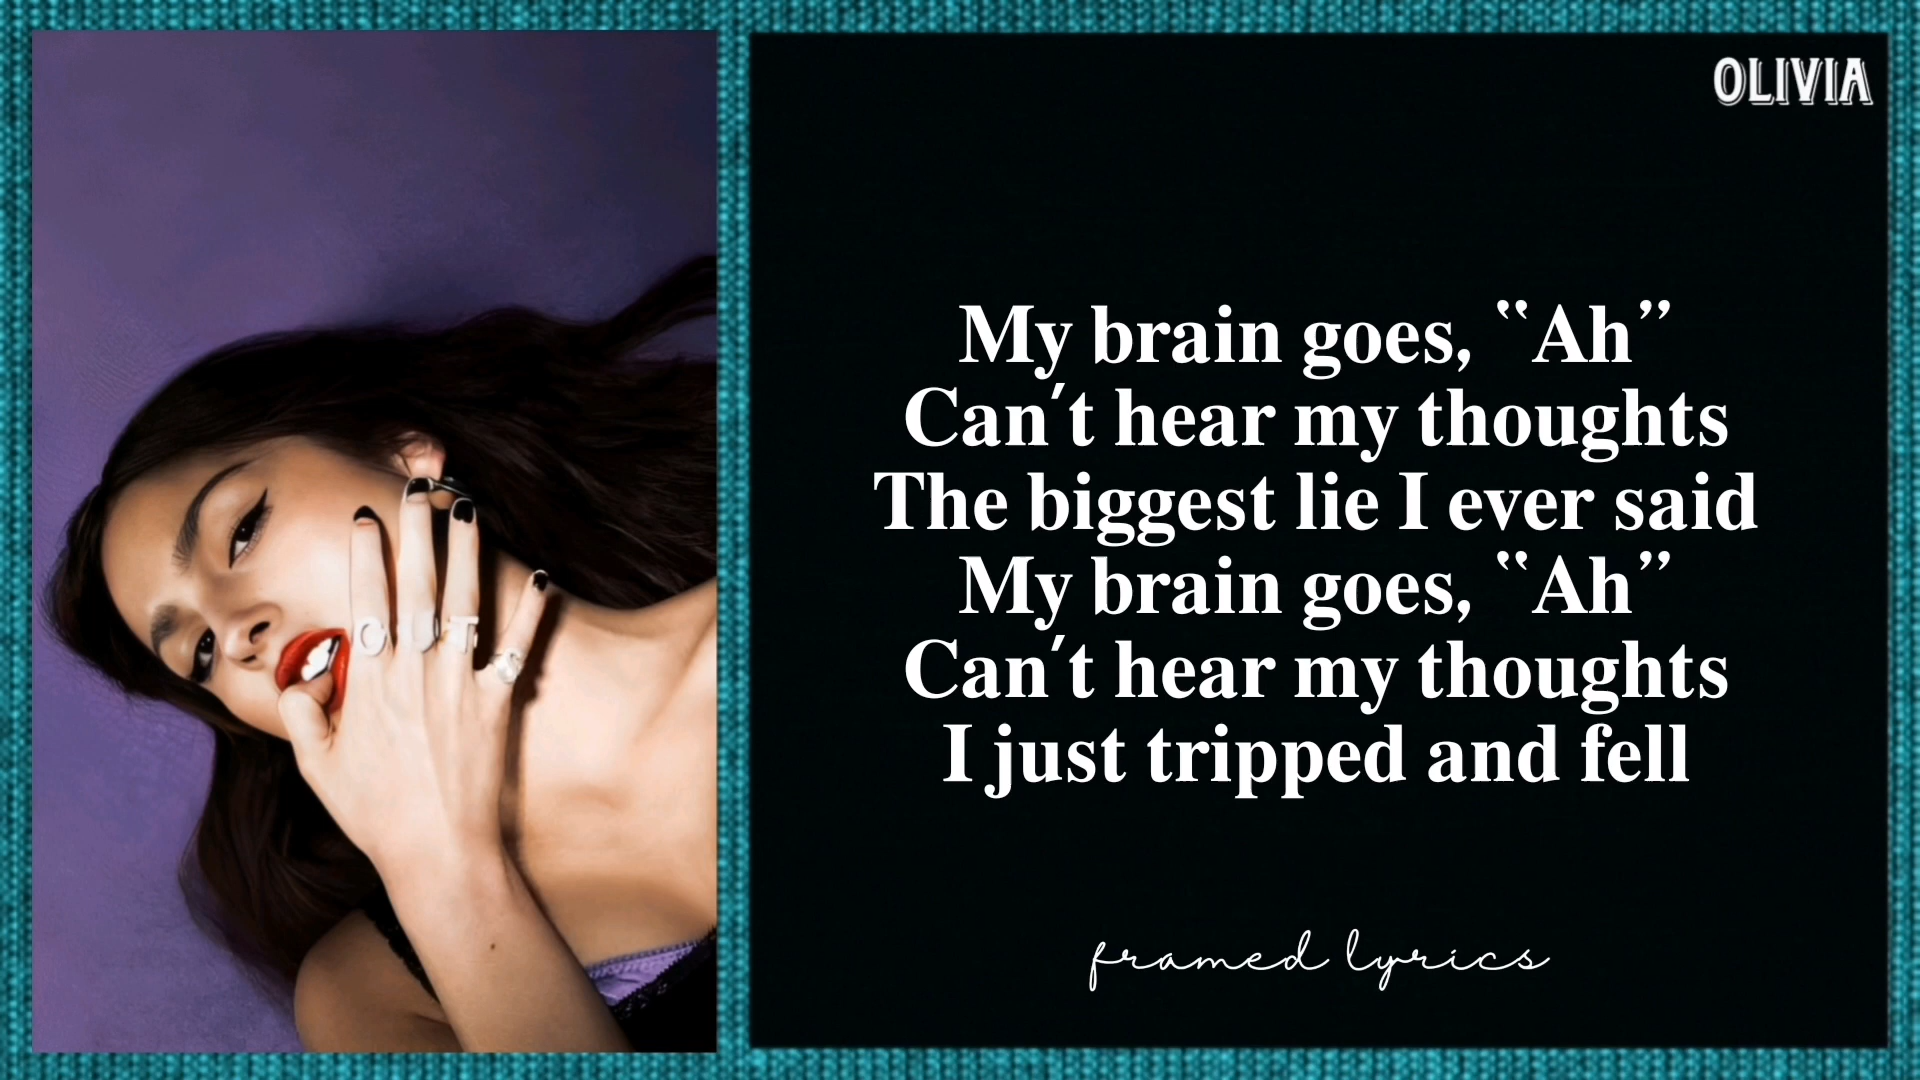 OLIVIA
My brain goes, “Ah”
Can't hear my thoughts
The biggest lie I ever said
My brain goes, “Ah”
Can't hear my thoughts
I just tripped and fell
framed lyrics
GUTS